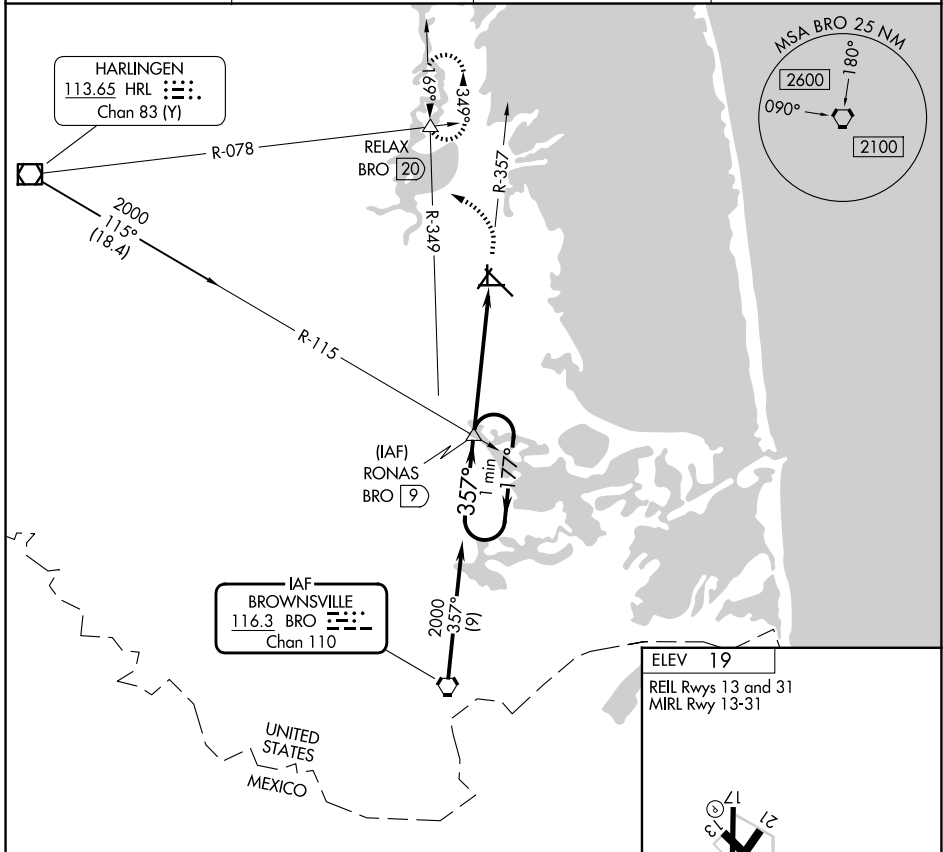 HARLINGEN
113.65 HRL
Chan 83 (Y)
169°
349°
RELAX
BRO 20
R-078
R-357
R-349
MSA BRO 25 NM
180°
2600
090°
2100
2000
115°
(18.4)
R-115
(IAF)
RONAS
BRO 9
357°
1 min
177°
IAF
BROWNSVILLE
116.3 BRO
Chan 110
2000
357°
(9)
UNITED
STATES
MEXICO
ELEV 19
REIL Rwys 13 and 31
MIRL Rwy 13-31
17
21
13